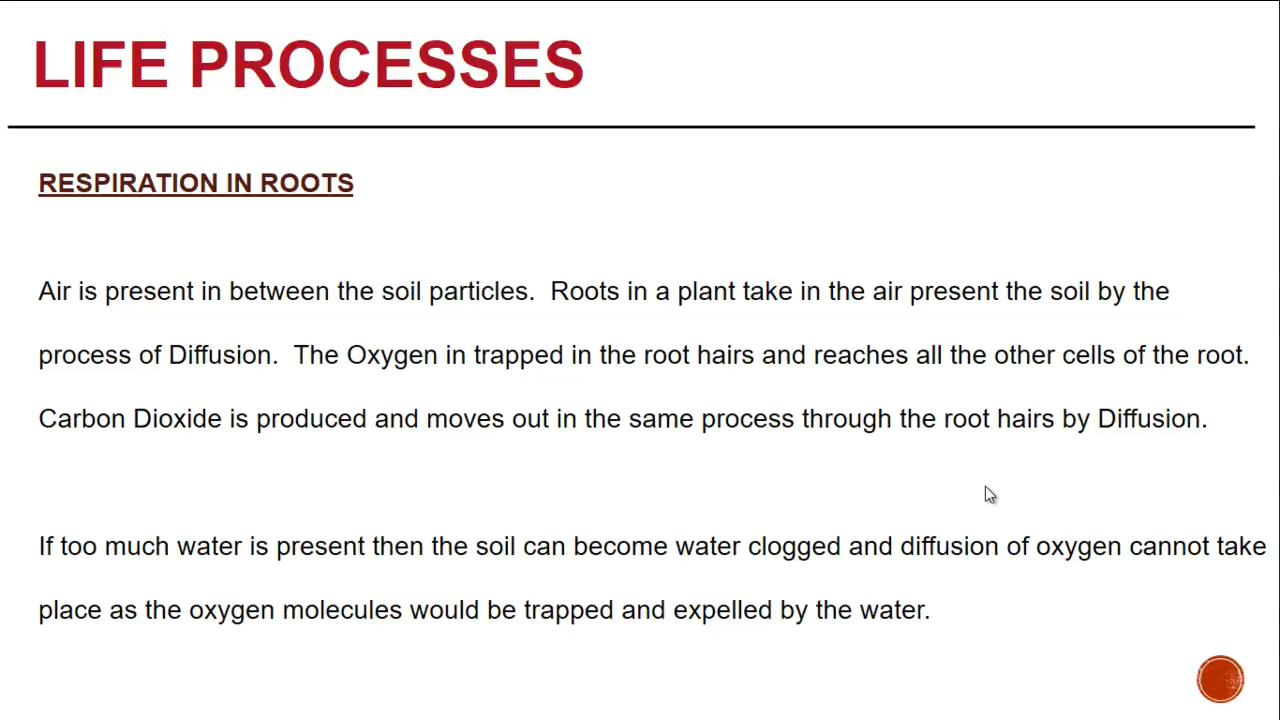 LIFE PROCESSES
RESPIRATION IN ROOTS
Air is present in between the soil particles.  Roots in a plant take in the air present the soil by the
process of Diffusion.  The Oxygen in trapped in the root hairs and reaches all the other cells of the root.
Carbon Dioxide is produced and moves out in the same process through the root hairs by Diffusion.
If too much water is present then the soil can become water clogged and diffusion of oxygen cannot take
place as the oxygen molecules would be trapped and expelled by the water.